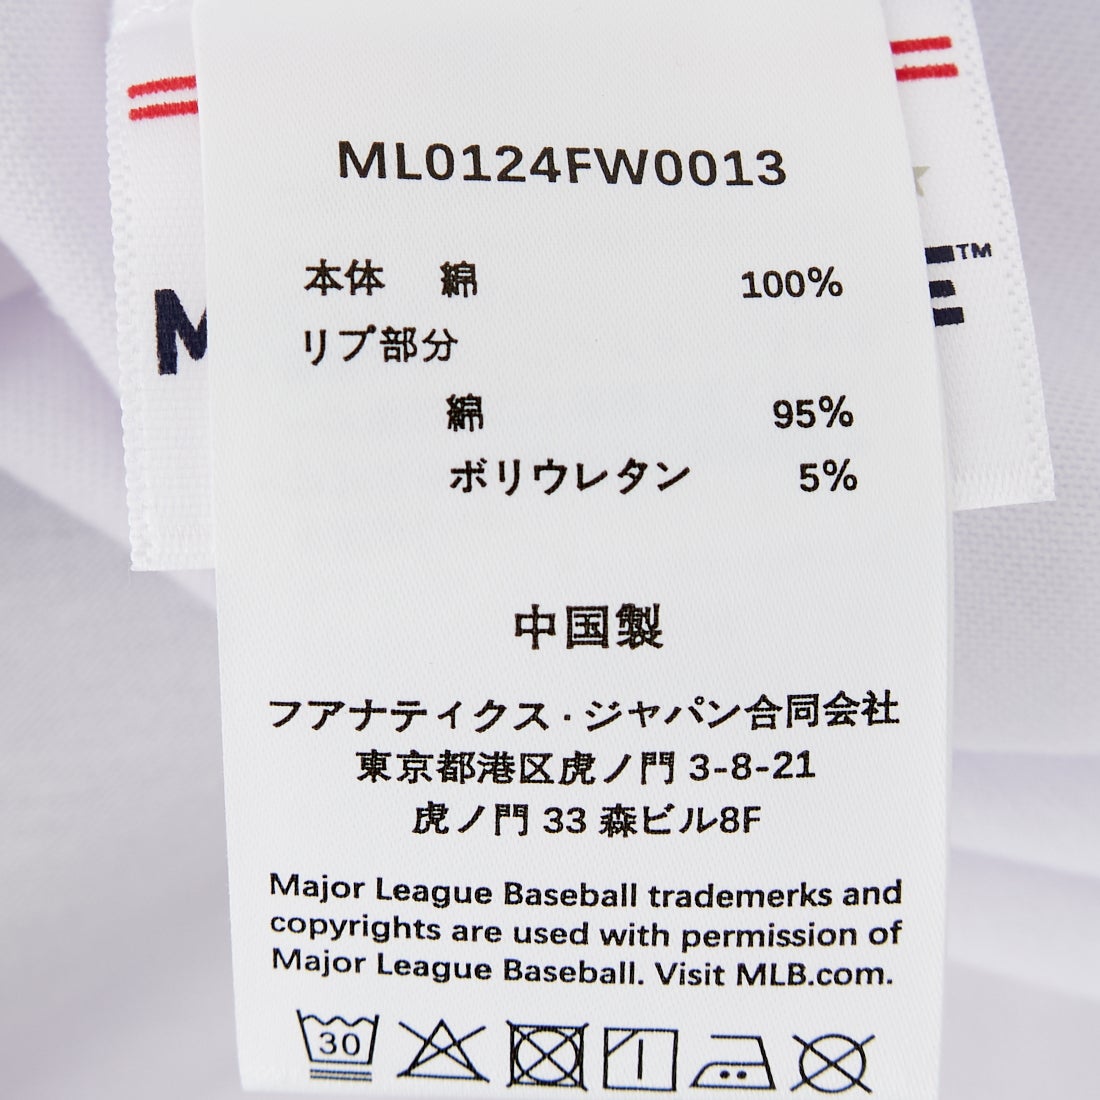 ML0124FW0013
本体 綿 100%
リブ部分
綿 95%
ポリウレタン 5%
中国製
フアナティクス・ジャパン合同会社
東京都港区虎ノ門 3-8-21
虎ノ門 33 森ビル8F
Major League Baseball trademerks and
copyrights are used with permission of
Major League Baseball. Visit MLB.com.
30